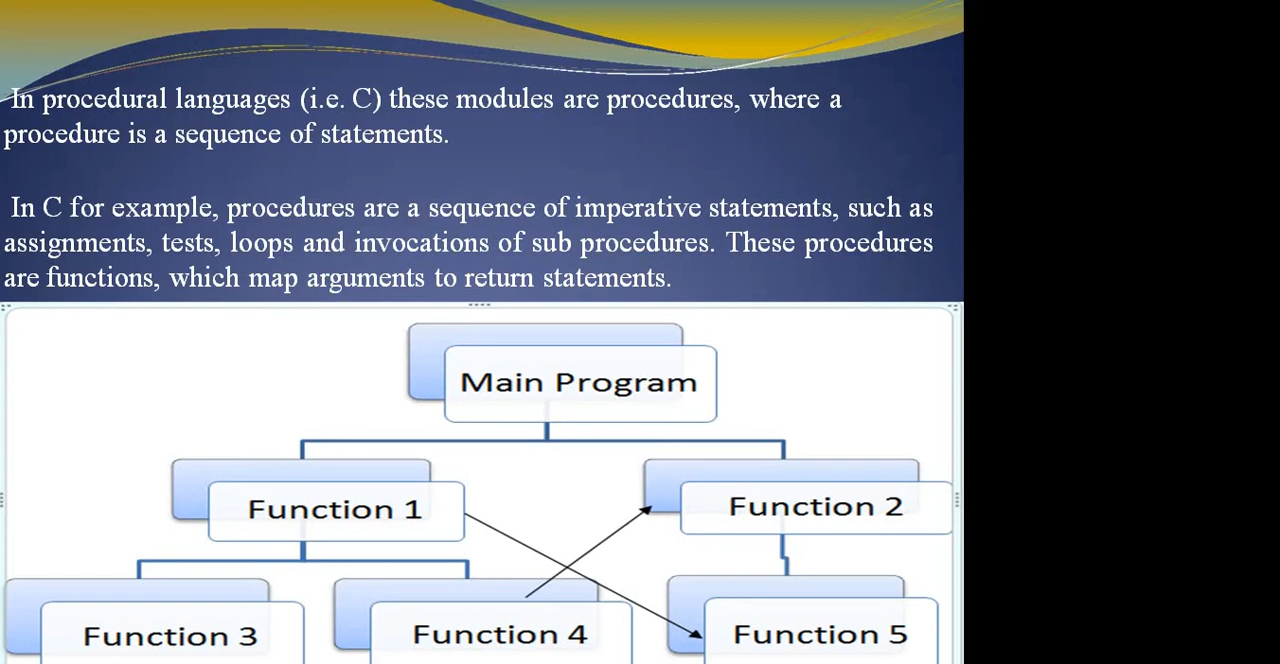 In procedural languages (i.e. C) these modules are procedures, where a
procedure is a sequence of statements.
In C for example, procedures are a sequence of imperative statements, such as
assignments, tests, loops and invocations of sub procedures. These procedures
are functions, which map arguments to return statements.
Main Program
Function 1
Function 2
Function 3
Function 4
Function 5